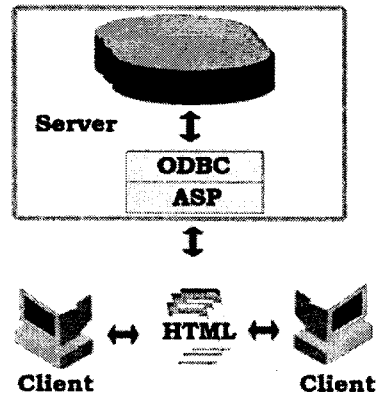 Server
ODBC
ASP
HTML
Client
Client